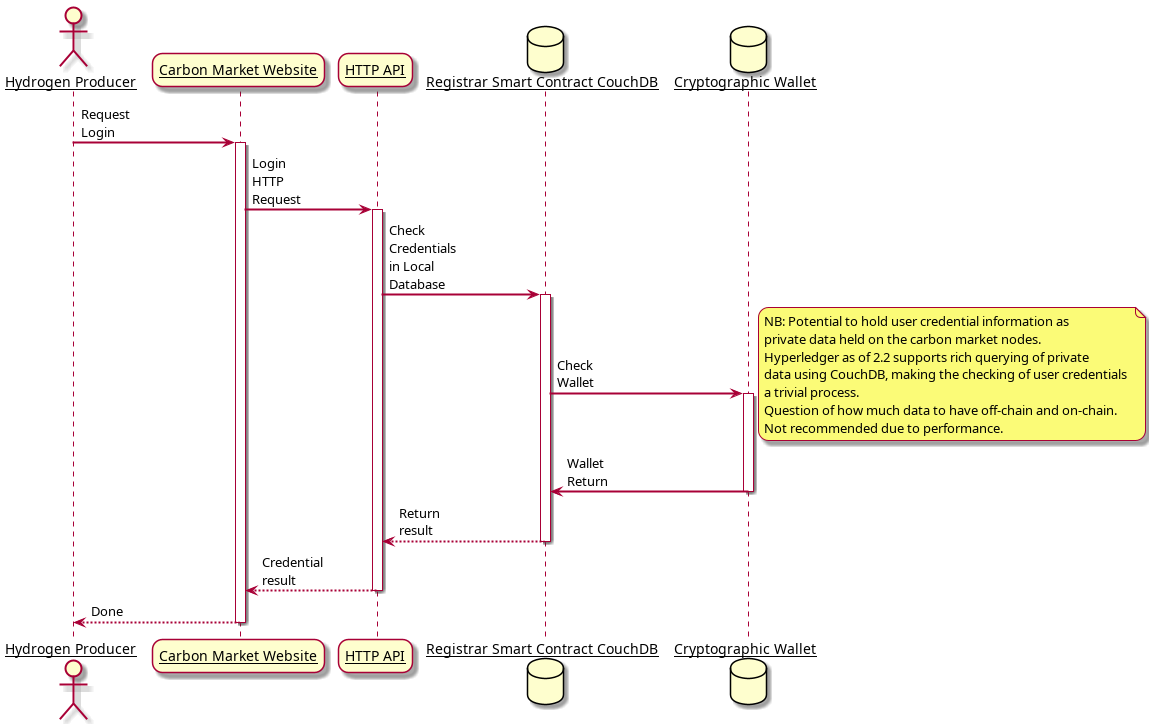 Hydrogen Producer
Carbon Market Website
HTTP API
Registrar Smart Contract CouchDB
Cryptographic Wallet
Request
Login
Login
HTTP
Request
Check
Credentials
in Local
Database
NB: Potential to hold user credential information as
private data held on the carbon market nodes.
Hyperledger as of 2.2 supports rich querying of private
data using CouchDB, making the checking of user credentials
a trivial process.
Question of how much data to have off-chain and on-chain.
Not recommended due to performance.
Check
Wallet
Wallet
Return
Return
result
Credential
result
Done
Hydrogen Producer
Carbon Market Website
HTTP API
Registrar Smart Contract CouchDB
Cryptographic Wallet